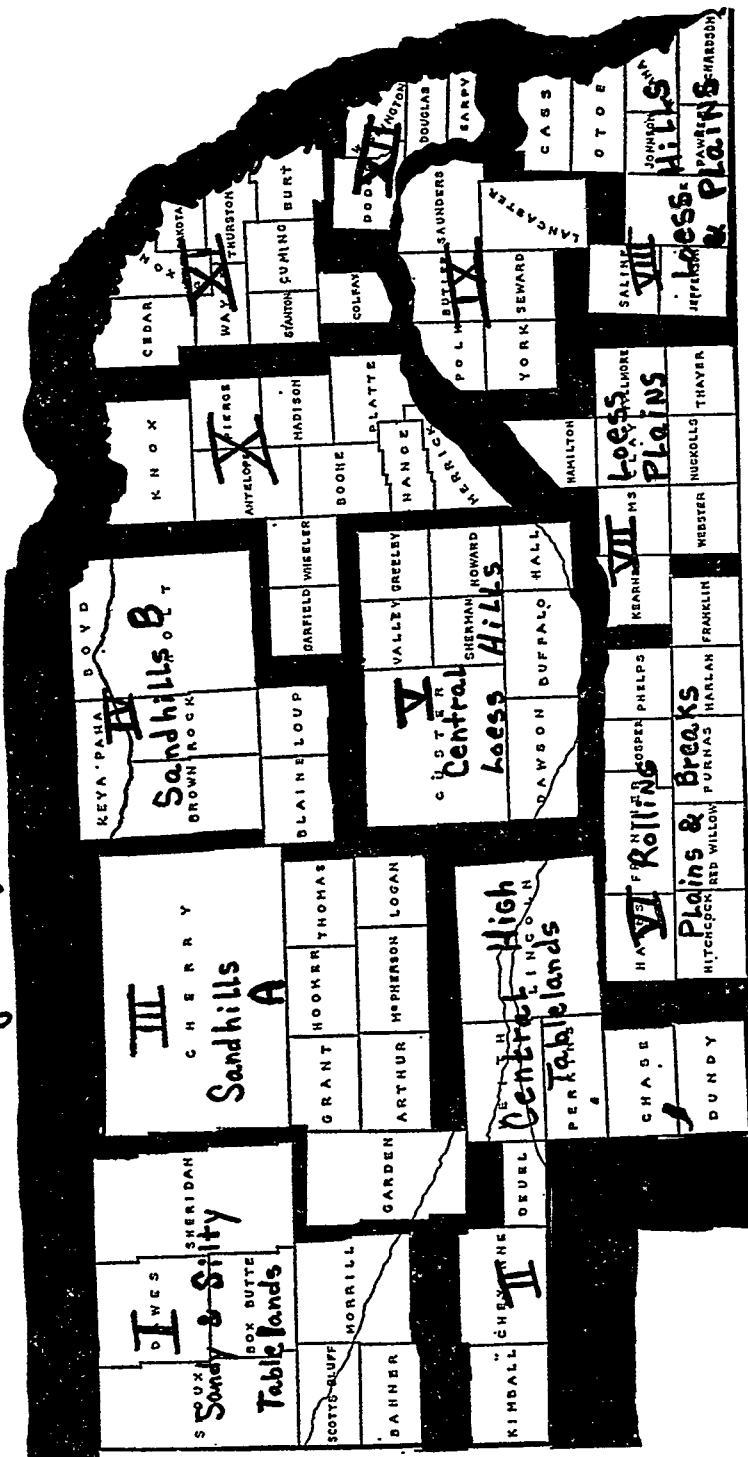 I
SIOUX
DAWES
SHERIDAN
BOX BUTTE
Sandy & Silty
Tablelands
SCOTTS BLUFF
MORRILL
GARDEN
BANNER
II
KIMBALL
CHEYENNE
DEUEL
III
CHERRY
Sandhills
A
GRANT
HOOKER
THOMAS
ARTHUR
McPHERSON
LOGAN
KEITH
LINCOLN
PERKINS
Central High
Tablelands
CHASE
DUNDY
IV
KEYA PAHA
BOYD
BROWN
ROCK
HOLT
Sandhills B
BLAINE
LOUP
GARFIELD
WHEELER
V
CUSTER
VALLEY
GREELEY
SHERMAN
HOWARD
Central
Loess Hills
DAWSON
BUFFALO
HALL
VI
HAYES
FRONTIER
GOSPER
PHELPS
Rolling
Plains & Breaks
HITCHCOCK
RED WILLOW
FURNAS
HARLAN
FRANKLIN
VII
KEARNEY
ADAMS
CLAY
FILLMORE
Loess
Plains
WEBSTER
NUCKOLLS
THAYER
HAMILTON
VIII
SALINE
JEFFERSON
GAGE
Loess Hills
& Plains
CASS
OTOE
JOHNSON
NEMAHA
PAWNEE
RICHARDSON
IX
POLK
BUTLER
SAUNDERS
YORK
SEWARD
LANCASTER
X
KNOX
ANTELOPE
PIERCE
MADISON
BOONE
PLATTE
NANCE
MERRICK
XI
CEDAR
DIXON
DAKOTA
WAYNE
THURSTON
STANTON
CUMING
BURT
COLFAX
XII
DODGE
WASHINGTON
DOUGLAS
SARPY